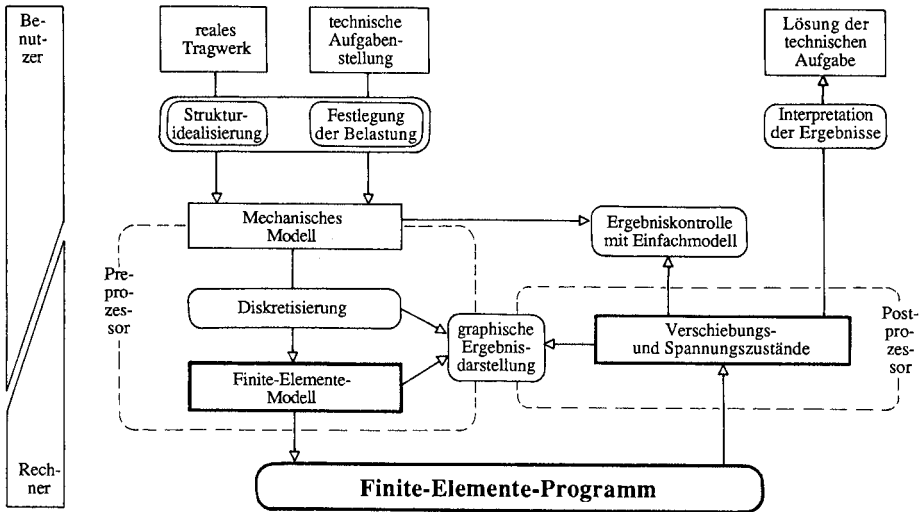 Be-
nut-
zer
reales
Tragwerk
technische
Aufgaben-
stellung
Lösung der
technischen
Aufgabe
Struktur-
idealisierung
Festlegung
der Belastung
Interpretation
der Ergebnisse
Mechanisches
Modell
Ergebniskontrolle
mit Einfachmodell
Pre-
pro-
zes-
sor
Diskretisierung
graphische
Ergebnis-
darstellung
Verschiebungs-
und Spannungszustände
Post-
pro-
zes-
sor
Finite-Elemente-
Modell
Rech-
ner
Finite-Elemente-Programm